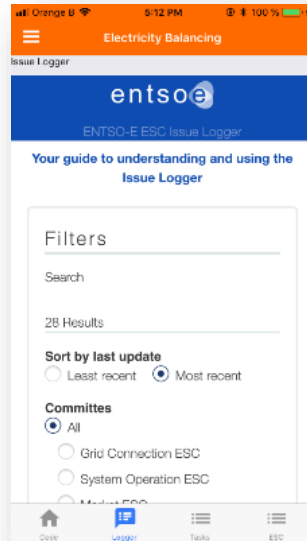 Orange B 5:12 PM 100 %
Electricity Balancing
Issue Logger
entsoe
ENTSO-E ESC Issue Logger
Your guide to understanding and using the
Issue Logger
Filters
Search
28 Results
Sort by last update
Least recent Most recent
Committes
All
Grid Connection ESC
System Operation ESC
Market ESC
Code Logger Tasks ESC